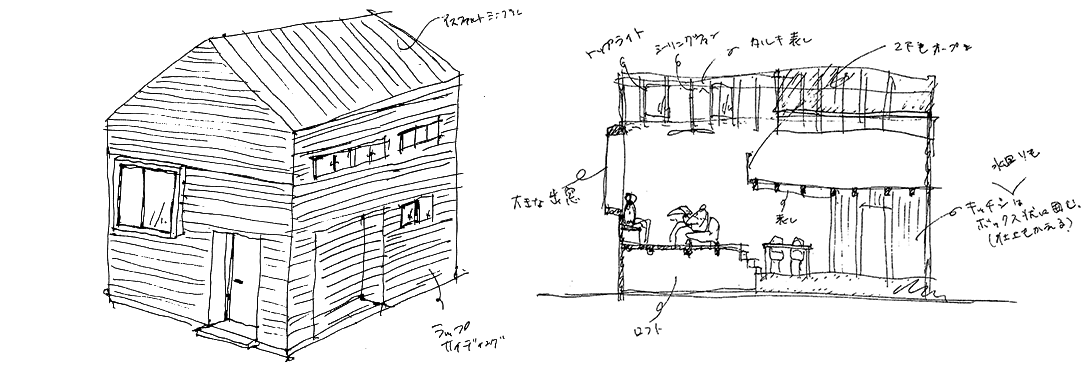 アスファルトシングル
ラップ
サイディング
トップライト
シーリングファン
タルキ表し
2Fもオープン
大きな出窓
表し
水回りも
キッチンは
ボックス状に囲む。
(仕上もかえる)
ロフト